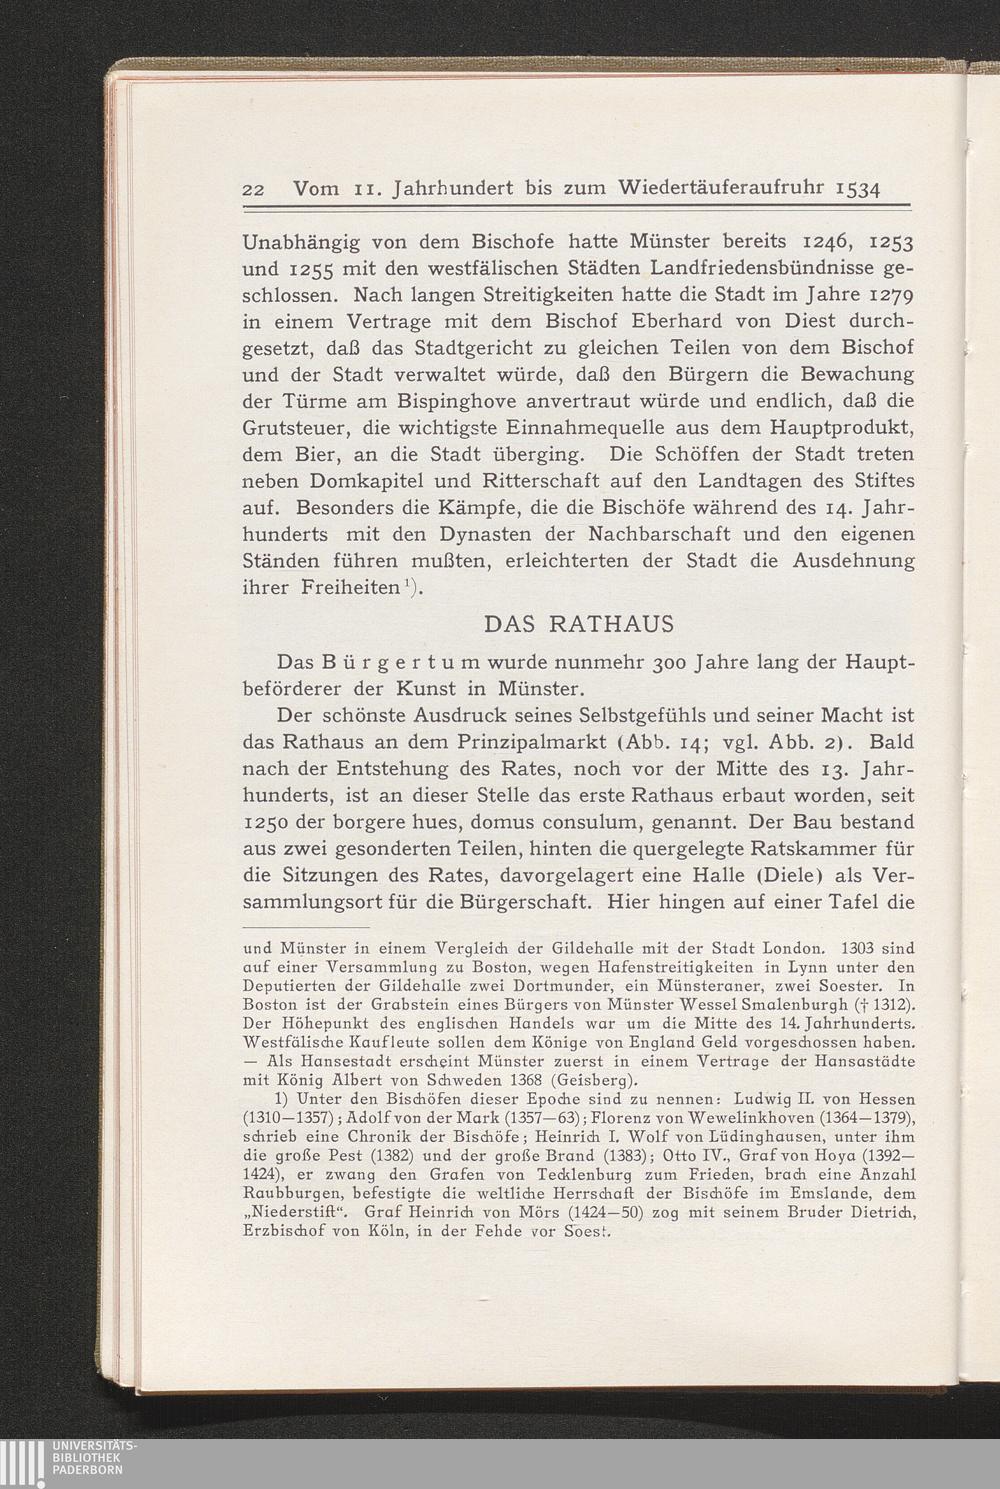 22 Vom 11. Jahrhundert bis zum Wiedertäuferaufruhr 1534
Unabhängig von dem Bischofe hatte Münster bereits 1246, 1253
und 1255 mit den westfälischen Städten Landfriedensbündnisse ge-
schlossen. Nach langen Streitigkeiten hatte die Stadt im Jahre 1279
in einem Vertrage mit dem Bischof Eberhard von Diest durch-
gesetzt, daß das Stadtgericht zu gleichen Teilen von dem Bischof
und der Stadt verwaltet würde, daß den Bürgern die Bewachung
der Türme am Bispinghove anvertraut würde und endlich, daß die
Grutsteuer, die wichtigste Einnahmequelle aus dem Hauptprodukt,
dem Bier, an die Stadt überging. Die Schöffen der Stadt treten
neben Domkapitel und Ritterschaft auf den Landtagen des Stiftes
auf. Besonders die Kämpfe, die die Bischöfe während des 14. Jahr-
hunderts mit den Dynasten der Nachbarschaft und den eigenen
Ständen führen mußten, erleichterten der Stadt die Ausdehnung
ihrer Freiheiten ¹).
DAS RATHAUS
Das Bürgertum wurde nunmehr 300 Jahre lang der Haupt-
beförderer der Kunst in Münster.
Der schönste Ausdruck seines Selbstgefühls und seiner Macht ist
das Rathaus an dem Prinzipalmarkt (Abb. 14; vgl. Abb. 2). Bald
nach der Entstehung des Rates, noch vor der Mitte des 13. Jahr-
hunderts, ist an dieser Stelle das erste Rathaus erbaut worden, seit
1250 der borgere hues, domus consulum, genannt. Der Bau bestand
aus zwei gesonderten Teilen, hinten die quergelegte Ratskammer für
die Sitzungen des Rates, davorgelagert eine Halle (Diele) als Ver-
sammlungsort für die Bürgerschaft. Hier hingen auf einer Tafel die
und Münster in einem Vergleich der Gildehalle mit der Stadt London. 1303 sind
auf einer Versammlung zu Boston, wegen Hafenstreitigkeiten in Lynn unter den
Deputierten der Gildehalle zwei Dortmunder, ein Münsteraner, zwei Soester. In
Boston ist der Grabstein eines Bürgers von Münster Wessel Smalenburgh († 1312).
Der Höhepunkt des englischen Handels war um die Mitte des 14. Jahrhunderts.
Westfälische Kaufleute sollen dem Könige von England Geld vorgeschossen haben.
— Als Hansestadt erscheint Münster zuerst in einem Vertrage der Hansastädte
mit König Albert von Schweden 1368 (Geisberg).
1) Unter den Bischöfen dieser Epoche sind zu nennen: Ludwig II. von Hessen
(1310—1357); Adolf von der Mark (1357—63); Florenz von Wewelinkhoven (1364—1379),
schrieb eine Chronik der Bischöfe; Heinrich I. Wolf von Lüdinghausen, unter ihm
die große Pest (1382) und der große Brand (1383); Otto IV., Graf von Hoya (1392—
1424), er zwang den Grafen von Tecklenburg zum Frieden, brach eine Anzahl
Raubburgen, befestigte die weltliche Herrschaft der Bischöfe im Emslande, dem
„Niederstift“. Graf Heinrich von Mörs (1424—50) zog mit seinem Bruder Dietrich,
Erzbischof von Köln, in der Fehde vor Soest.
UNIVERSITÄTS-
BIBLIOTHEK
PADERBORN